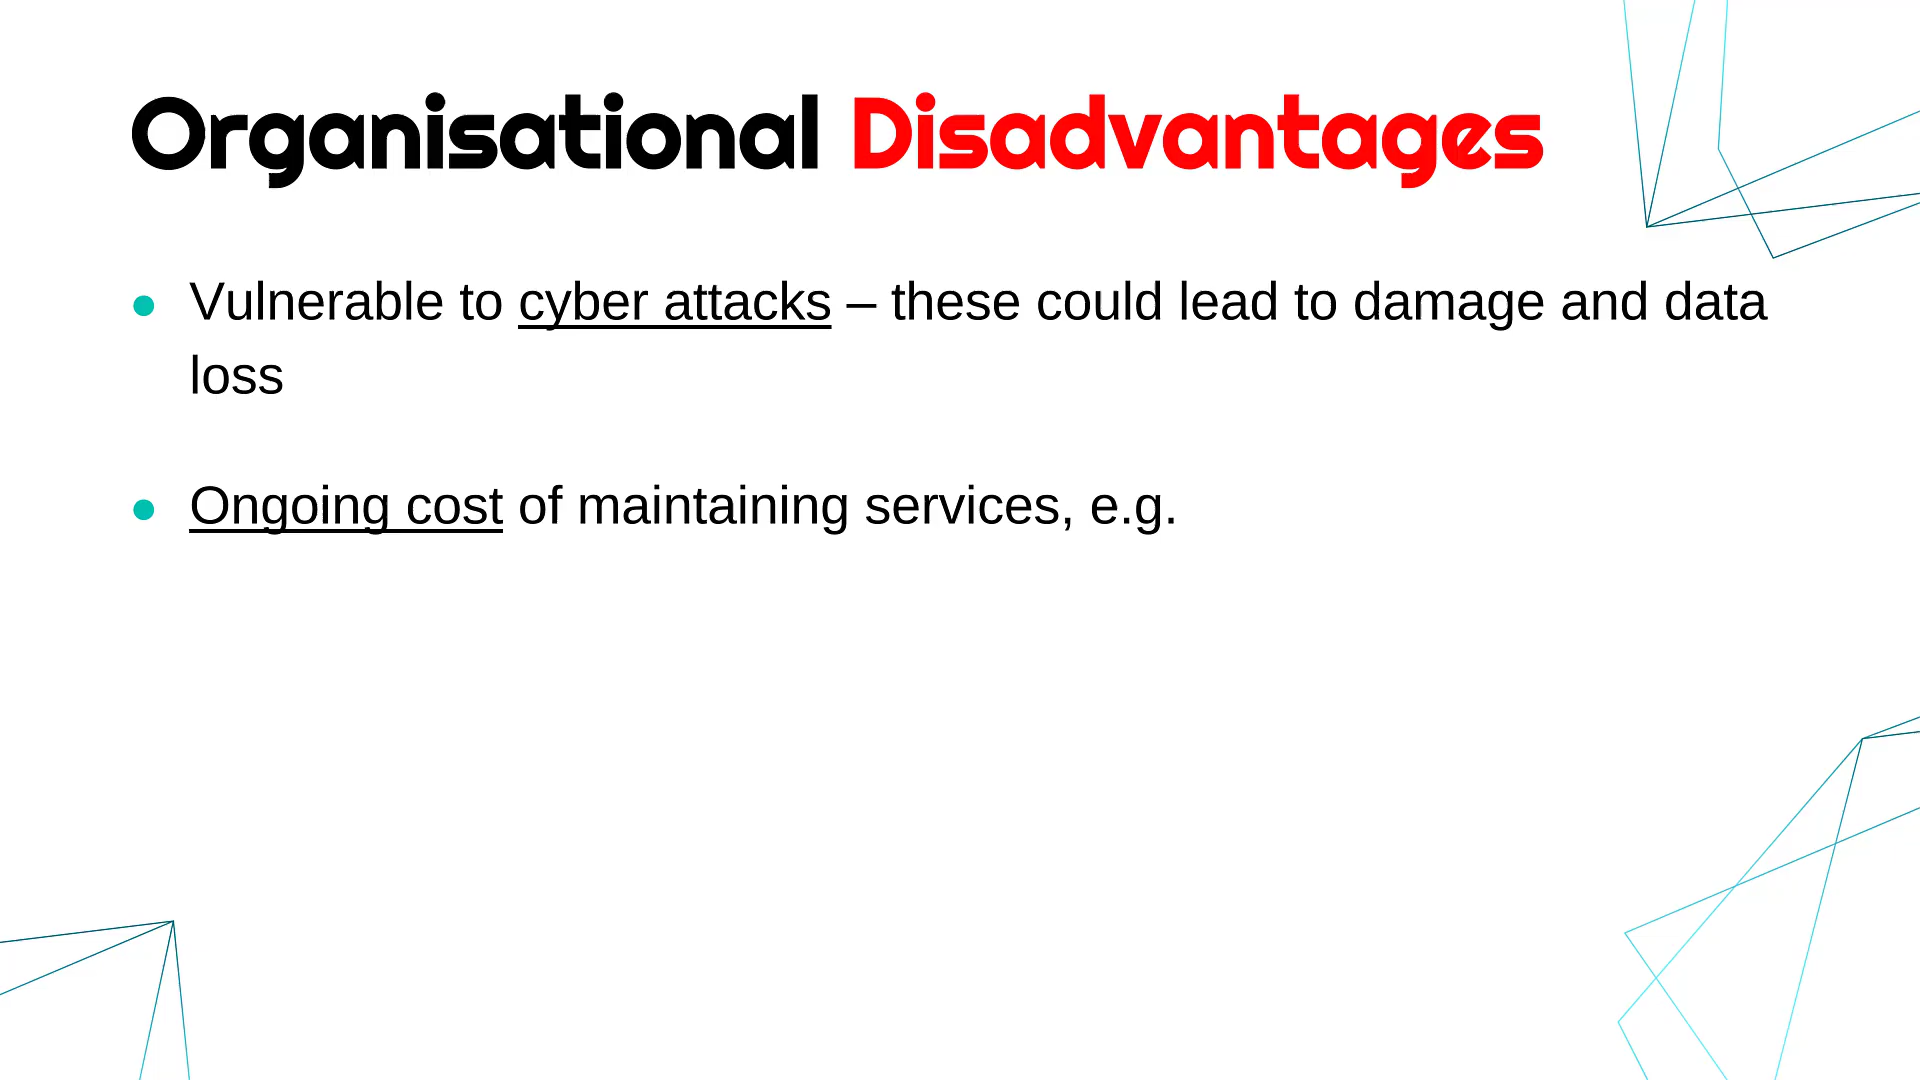 Organisational Disadvantages
● Vulnerable to cyber attacks – these could lead to damage and data
loss
● Ongoing cost of maintaining services, e.g.